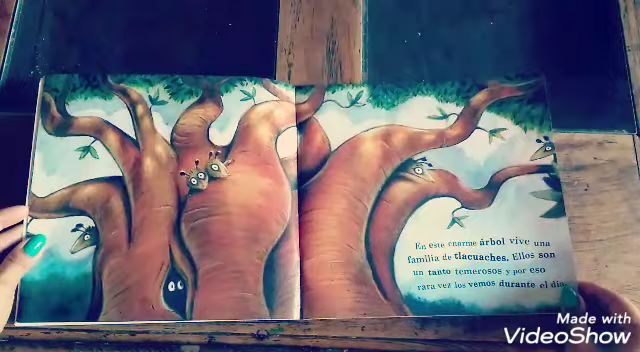 En este enorme árbol vive una
familia de tlacuaches. Ellos son
un tanto temerosos y por eso
rara vez los vemos durante el día.
Made with
VideoShow